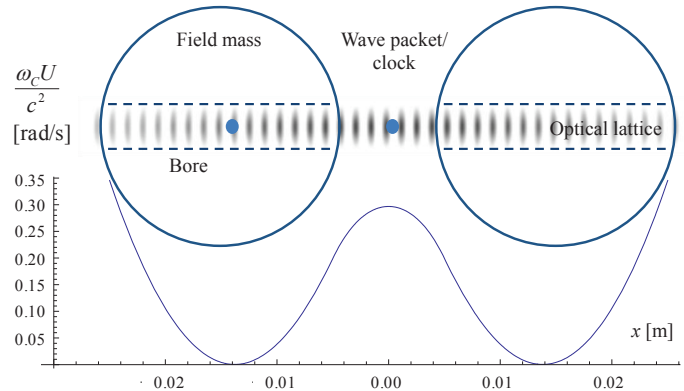 Field mass
Wave packet/
clock
ω_C U
c²
[rad/s]
Optical lattice
Bore
0.35
0.30
0.25
0.20
0.15
0.10
0.05
x [m]
0.02
0.01
0.00
0.01
0.02